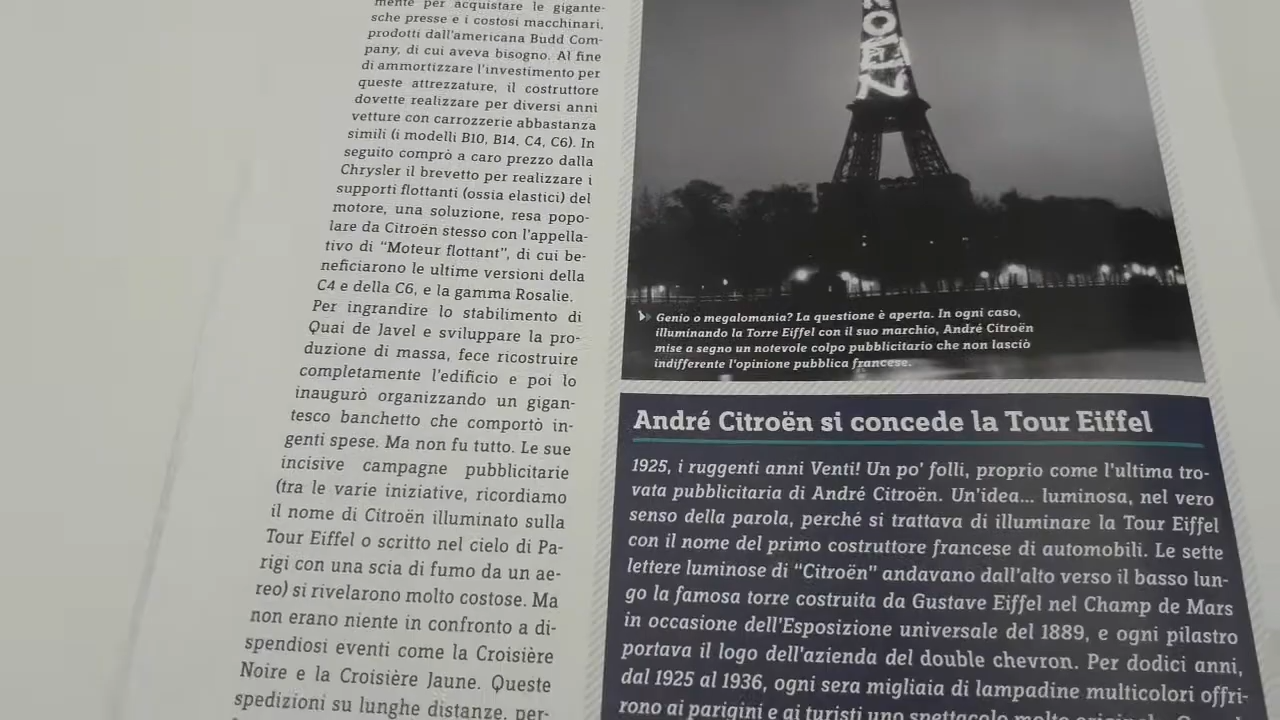 mente per acquistare le gigante-
sche presse e i costosi macchinari,
prodotti dall'americana Budd Com-
pany, di cui aveva bisogno. Al fine
di ammortizzare l'investimento per
queste attrezzature, il costruttore
dovette realizzare per diversi anni
vetture con carrozzerie abbastanza
simili (i modelli B10, B14, C4, C6). In
seguito comprò a caro prezzo dalla
Chrysler il brevetto per realizzare i
supporti flottanti (ossia elastici) del
motore, una soluzione, resa popo-
lare da Citroën stesso con l'appella-
tivo di “Moteur flottant”, di cui be-
neficiarono le ultime versioni della
C4 e della C6, e la gamma Rosalie.
Per ingrandire lo stabilimento di
Quai de Javel e sviluppare la pro-
duzione di massa, fece ricostruire
completamente l'edificio e poi lo
inaugurò organizzando un gigan-
tesco banchetto che comportò in-
genti spese. Ma non fu tutto. Le sue
incisive campagne pubblicitarie
(tra le varie iniziative, ricordiamo
il nome di Citroën illuminato sulla
Tour Eiffel o scritto nel cielo di Pa-
rigi con una scia di fumo da un ae-
reo) si rivelarono molto costose. Ma
non erano niente in confronto a di-
spendiosi eventi come la Croisière
Noire e la Croisière Jaune. Queste
spedizioni su lunghe distanze, per-
OEN
Genio o megalomania? La questione è aperta. In ogni caso,
illuminando la Torre Eiffel con il suo marchio, André Citroën
mise a segno un notevole colpo pubblicitario che non lasciò
indifferente l'opinione pubblica francese.
André Citroën si concede la Tour Eiffel
1925, i ruggenti anni Venti! Un po' folli, proprio come l'ultima tro-
vata pubblicitaria di André Citroën. Un'idea... luminosa, nel vero
senso della parola, perché si trattava di illuminare la Tour Eiffel
con il nome del primo costruttore francese di automobili. Le sette
lettere luminose di “Citroën” andavano dall'alto verso il basso lun-
go la famosa torre costruita da Gustave Eiffel nel Champ de Mars
in occasione dell'Esposizione universale del 1889, e ogni pilastro
portava il logo dell'azienda del double chevron. Per dodici anni,
dal 1925 al 1936, ogni sera migliaia di lampadine multicolori offri-
rono ai parigini e ai turisti uno spettacolo molto